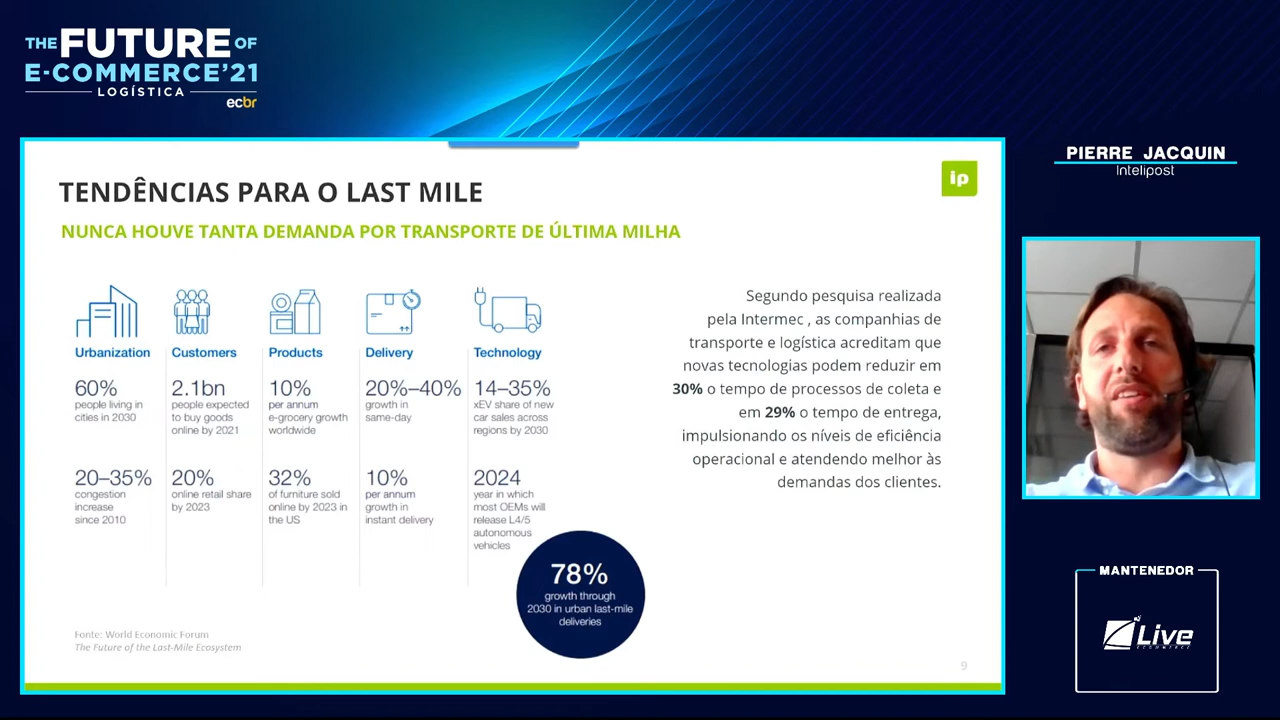 THE FUTURE OF
E-COMMERCE'21
LOGÍSTICA
ecbr
TENDÊNCIAS PARA O LAST MILE
ip
NUNCA HOUVE TANTA DEMANDA POR TRANSPORTE DE ÚLTIMA MILHA
Urbanization
60%
people living in
cities in 2030
20–35%
congestion
increase
since 2010
Customers
2.1bn
people expected
to buy goods
online by 2021
20%
online retail share
by 2023
Products
10%
per annum
e-grocery growth
worldwide
32%
of furniture sold
online by 2023 in
the US
Delivery
20%–40%
growth in
same-day
10%
per annum
growth in
instant delivery
Technology
14–35%
xEV share of new
car sales across
regions by 2030
2024
year in which
most OEMs will
release L4/5
autonomous
vehicles
78%
growth through
2030 in urban last-mile
deliveries
Segundo pesquisa realizada
pela Intermec , as companhias de
transporte e logística acreditam que
novas tecnologias podem reduzir em
30% o tempo de processos de coleta e
em 29% o tempo de entrega,
impulsionando os níveis de eficiência
operacional e atendendo melhor às
demandas dos clientes.
Fonte: World Economic Forum
The Future of the Last-Mile Ecosystem
9
PIERRE JACQUIN
Intelipost
MANTENEDOR
Live
ECOMMERCE